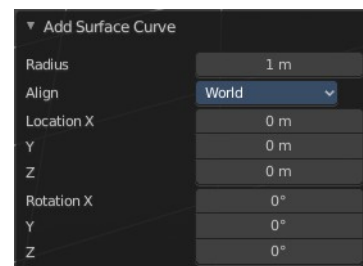 Add Surface Curve
Radius 1 m
Align World
Location X 0 m
Y 0 m
Z 0 m
Rotation X 0°
Y 0°
Z 0°